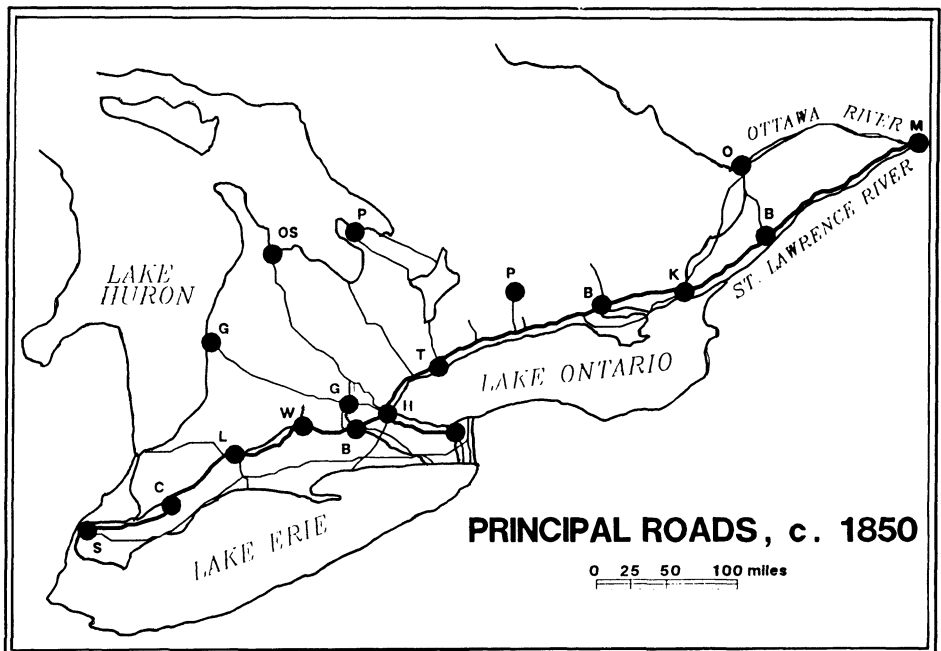 OTTAWA RIVER
M
O
P
B
OS
ST. LAWRENCE RIVER
LAKE
HURON
P
B
K
G
T
LAKE ONTARIO
G
H
W
B
L
C
S
LAKE ERIE
PRINCIPAL ROADS, c. 1850
0 25 50 100 miles